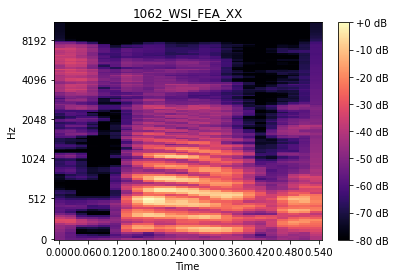 1062_WSI_FEA_XX
+0 dB
8192
-10 dB
4096
-20 dB
-30 dB
2048
Hz
-40 dB
1024
-50 dB
512
-60 dB
-70 dB
0
-80 dB
0.0000.0600.1200.1800.2400.3000.3600.4200.4800.540
Time